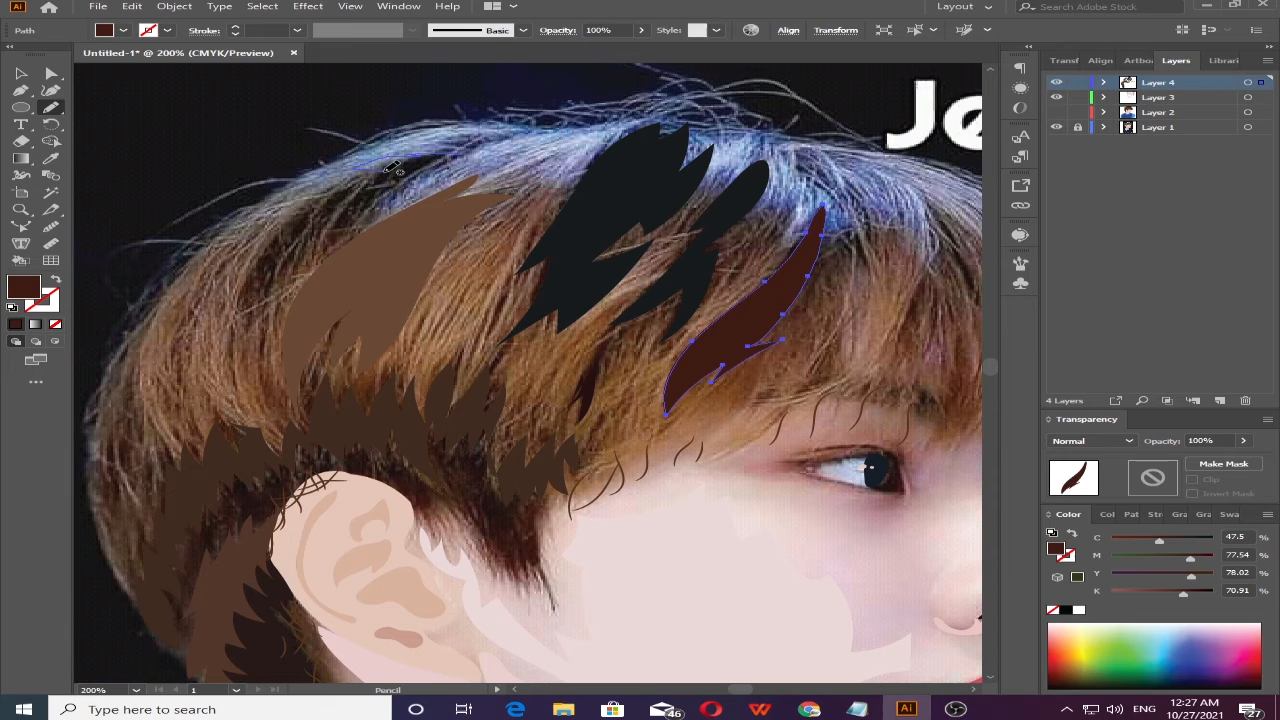 Ai File Edit Object Type Select Effect View Window Help Layout Search Adobe Stock
Path Stroke: Basic Opacity: 100% Style: Align Transform
Untitled-1* @ 200% (CMYK/Preview) ×
Transf Align Artbo Layers Librari
Layer 4
Layer 3
Layer 2
Layer 1
Je
T
4 Layers
Transparency
Normal Opacity: 100%
Make Mask
Clip
Invert Mask
Color Col Pat Str Gra Gra Swa
C 47.5 %
M 77.54 %
Y 78.02 %
K 70.91 %
200% 1 Pencil
Type here to search 46 Ai ENG 12:27 AM 10/27/2021 27